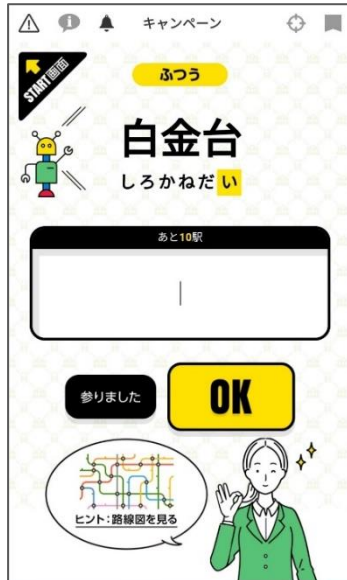 キャンペーン
START画面
ふつう
白金台
しろかねだい
あと10駅
参りました
OK
ヒント:路線図を見る